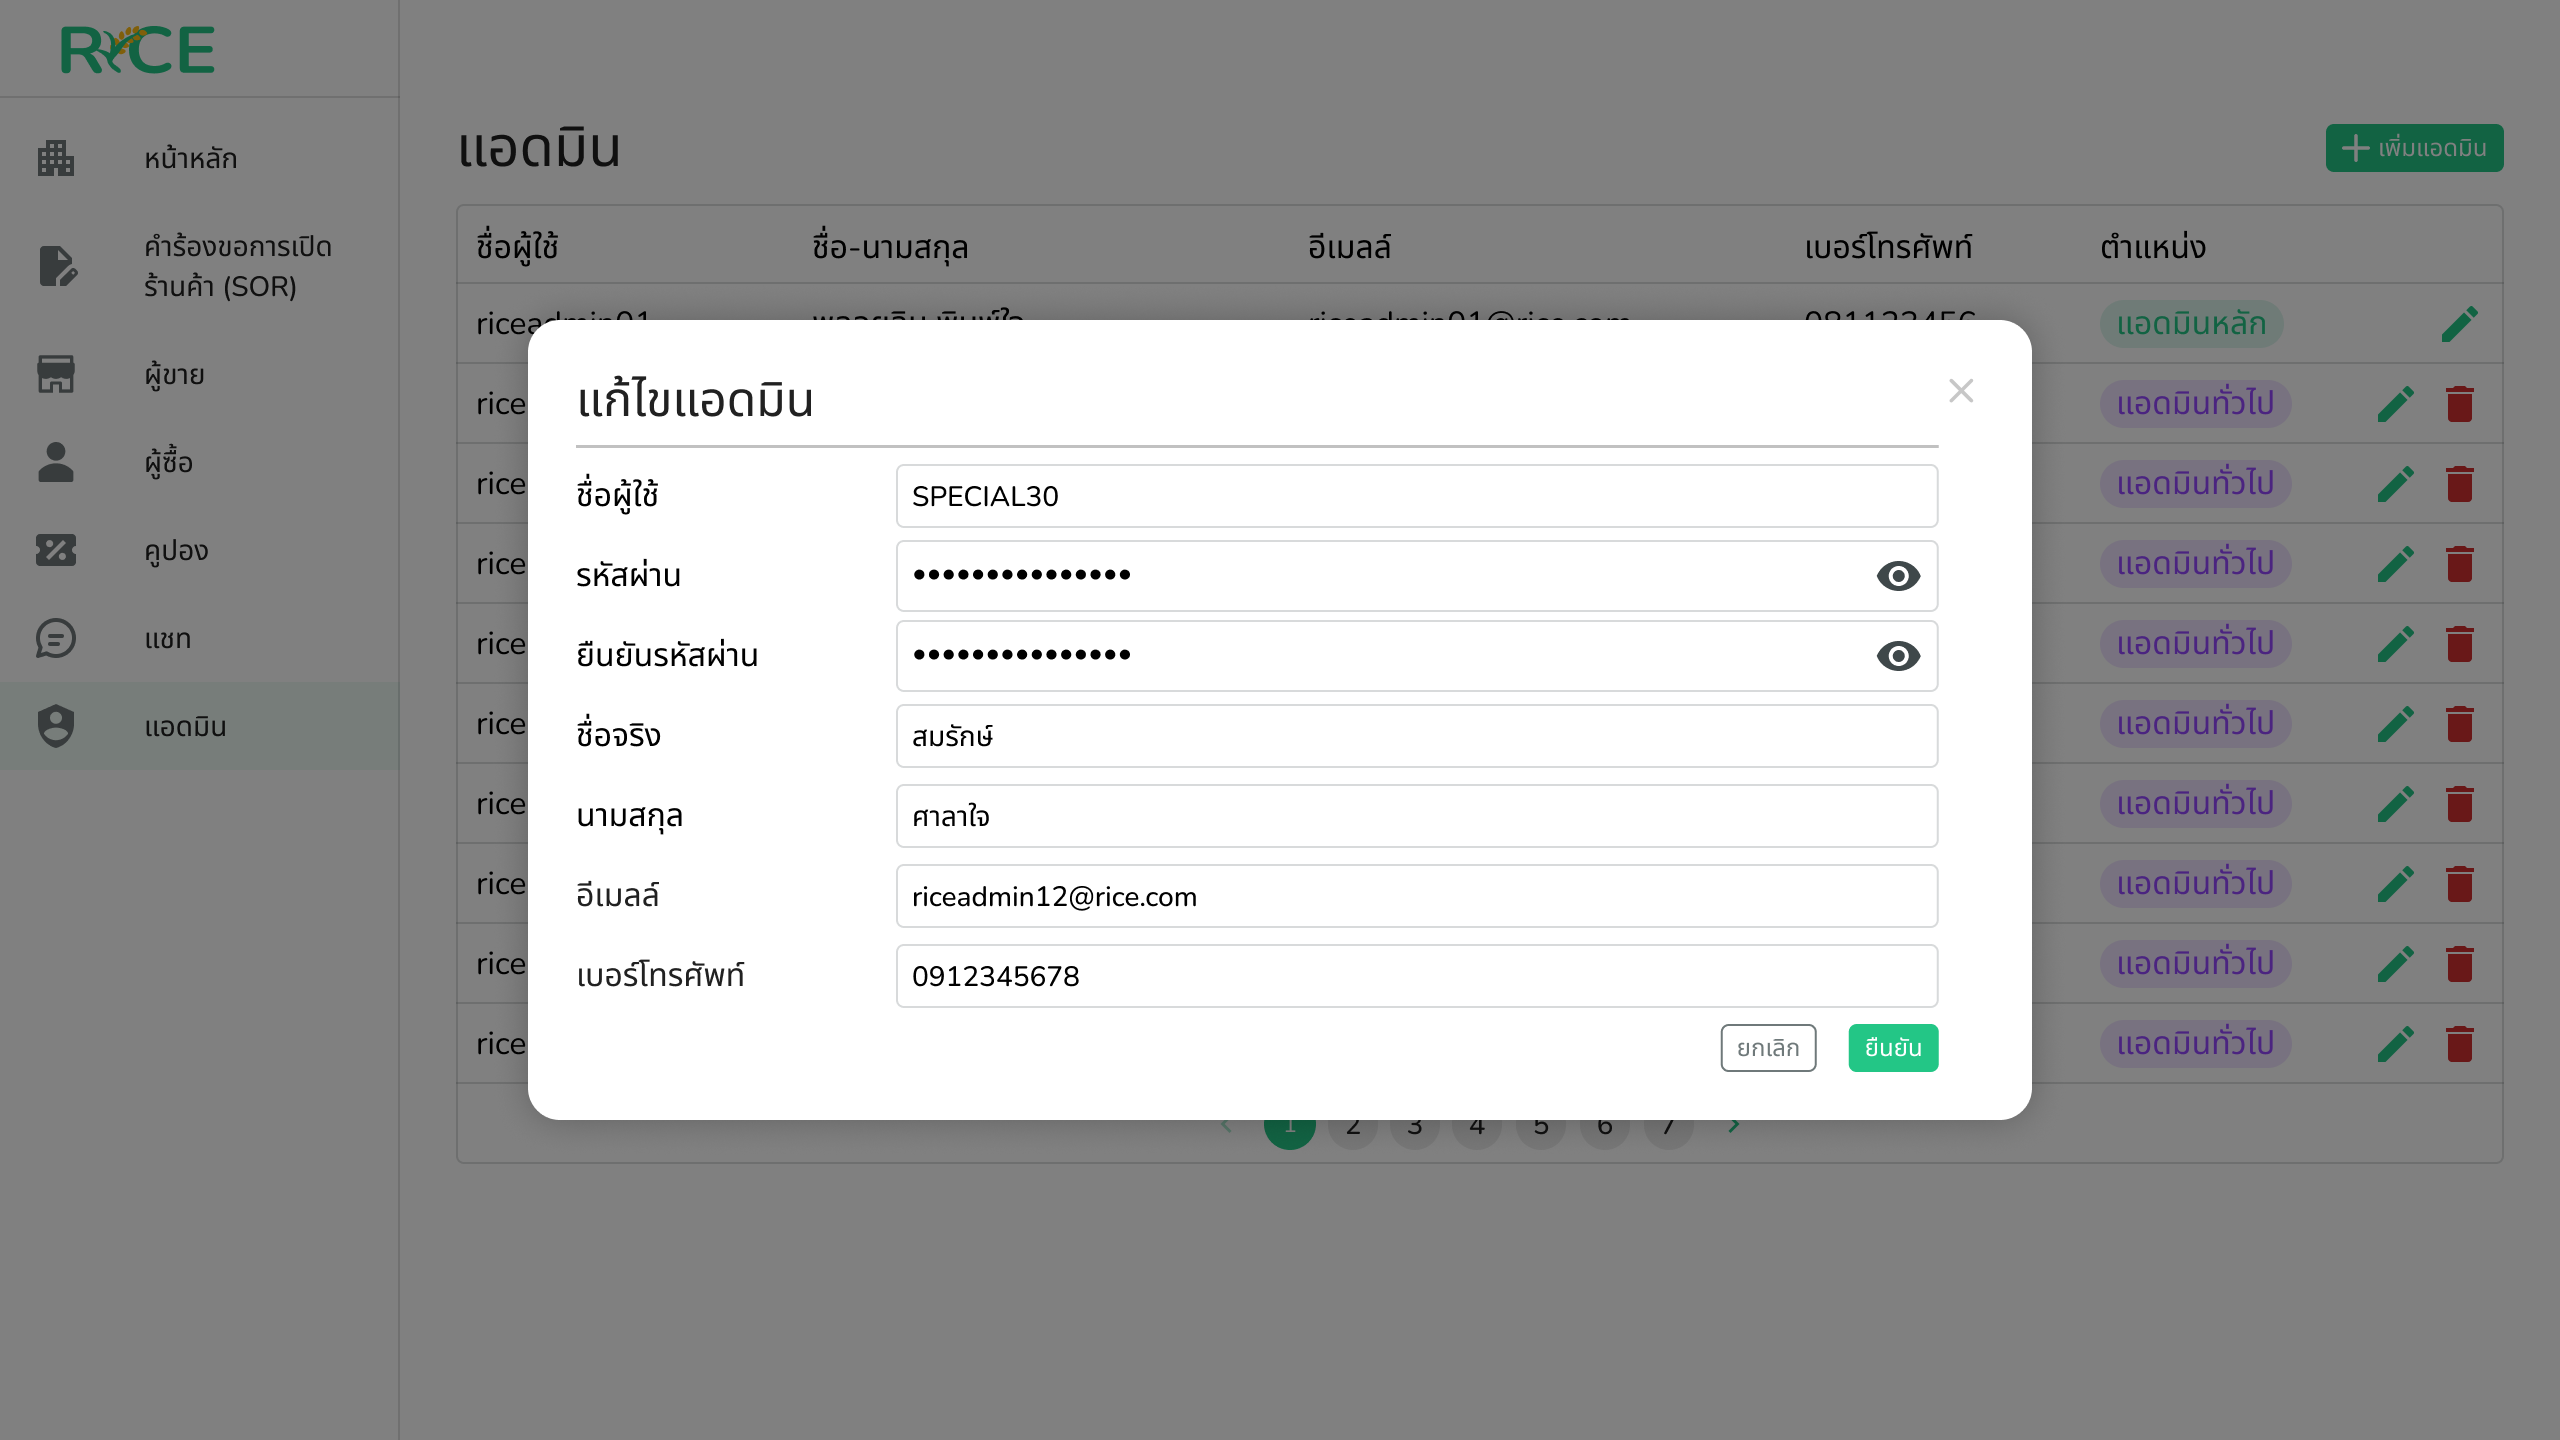 RICE
หน้าหลัก
คำร้องขอการเปิด
ร้านค้า (SOR)
ผู้ขาย
ผู้ซื้อ
คูปอง
แชท
แอดมิน
แอดมิน
เพิ่มแอดมิน
ชื่อผู้ใช้ ชื่อ-นามสกุล อีเมลล์ เบอร์โทรศัพท์ ตำแหน่ง
riceadmin01 riceadmin01@rice.com 081123456 แอดมินหลัก
rice แอดมินทั่วไป
rice แอดมินทั่วไป
rice แอดมินทั่วไป
rice แอดมินทั่วไป
rice แอดมินทั่วไป
rice แอดมินทั่วไป
rice แอดมินทั่วไป
rice แอดมินทั่วไป
rice แอดมินทั่วไป
แก้ไขแอดมิน
ชื่อผู้ใช้ SPECIAL30
รหัสผ่าน •••••••••••••••
ยืนยันรหัสผ่าน •••••••••••••••
ชื่อจริง สมรักษ์
นามสกุล ศาลาใจ
อีเมลล์ riceadmin12@rice.com
เบอร์โทรศัพท์ 0912345678
ยกเลิก ยืนยัน
1 2 3 4 5 6 7